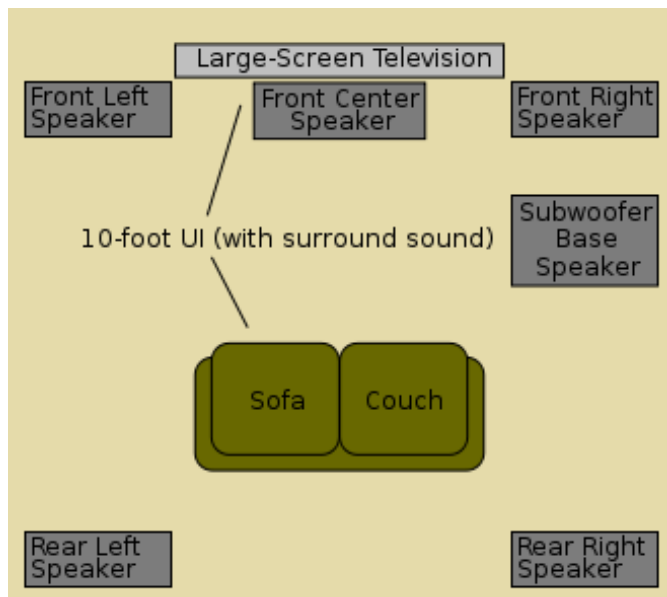 Large-Screen Television
Front Left
Speaker
Front Center
Speaker
Front Right
Speaker
Subwoofer
Base
Speaker
10-foot UI (with surround sound)
Sofa
Couch
Rear Left
Speaker
Rear Right
Speaker